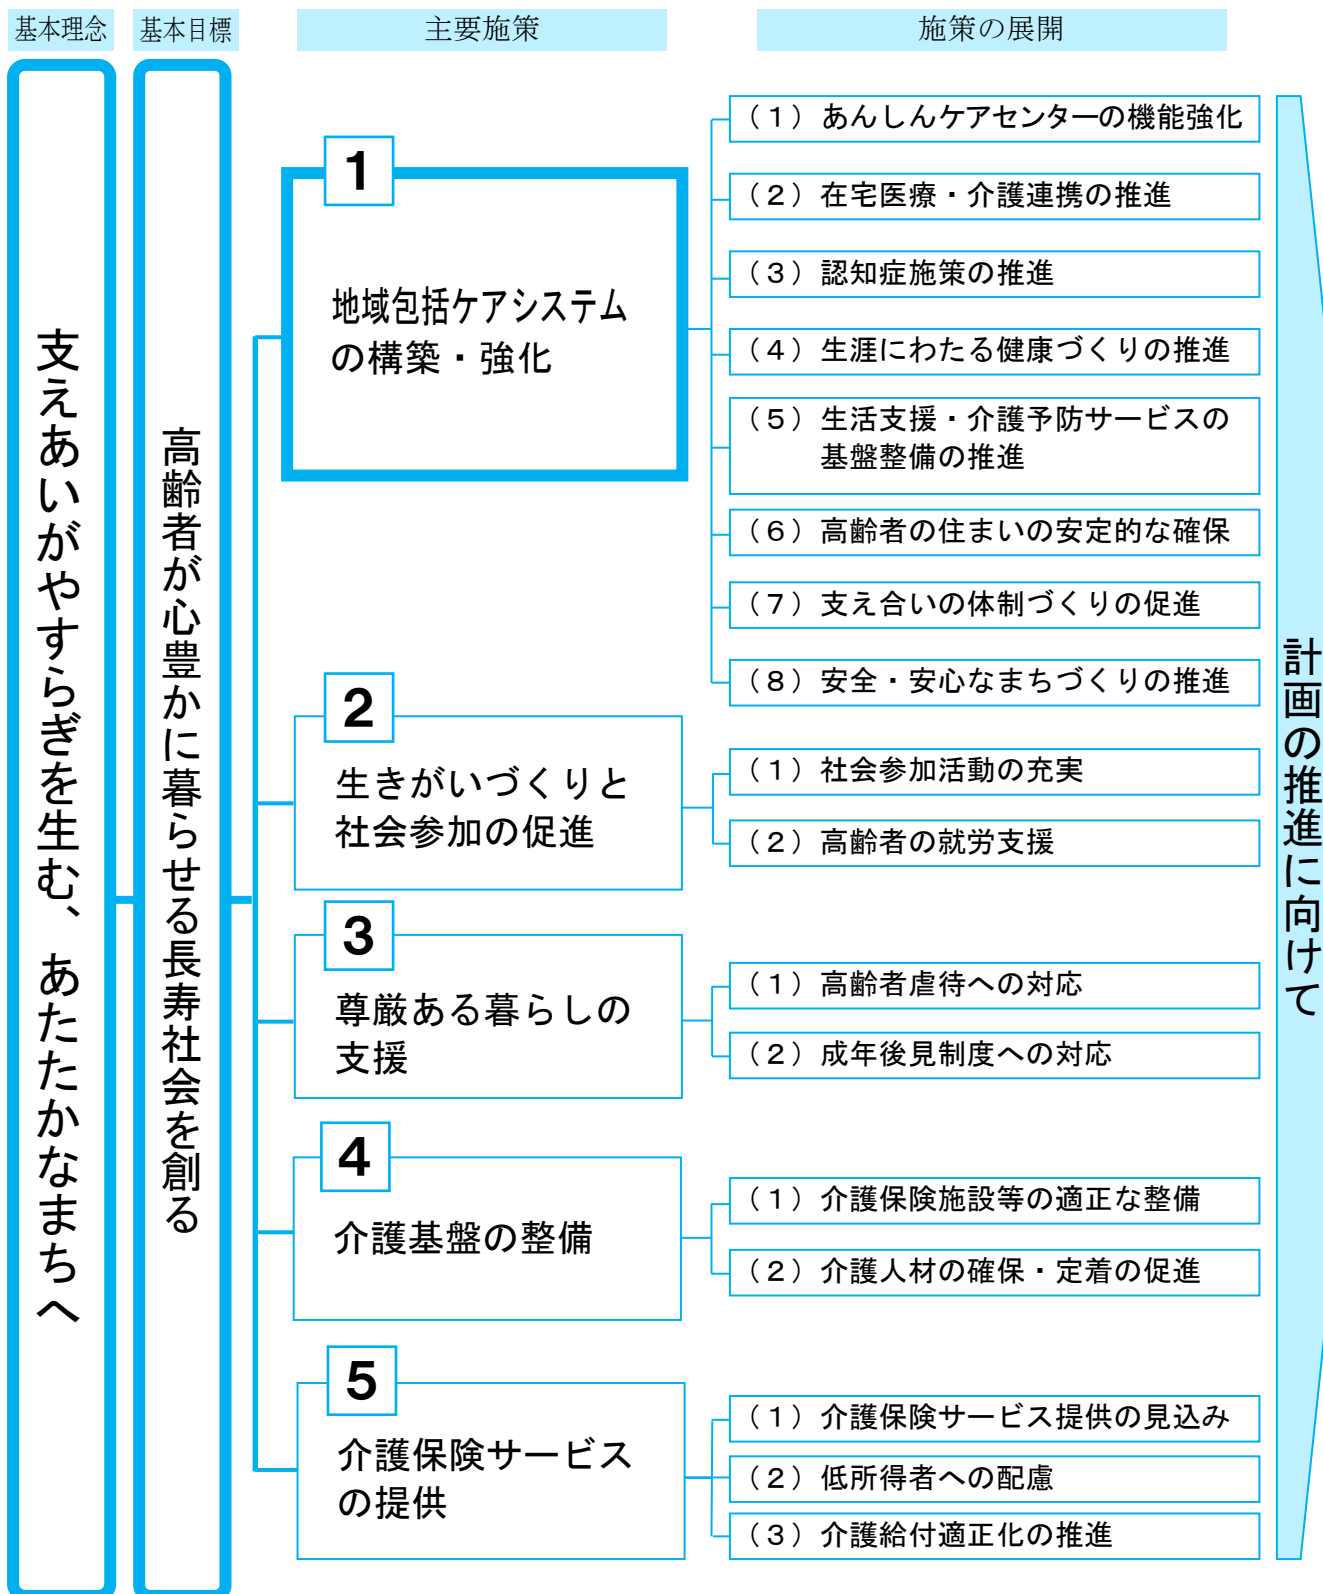 基本理念
基本目標
主要施策
施策の展開
支えあいがやすらぎを生む、あたたかなまちへ
高齢者が心豊かに暮らせる長寿社会を創る
1
地域包括ケアシステム
の構築・強化
（１）あんしんケアセンターの機能強化
（２）在宅医療・介護連携の推進
（３）認知症施策の推進
（４）生涯にわたる健康づくりの推進
（５）生活支援・介護予防サービスの
基盤整備の推進
（６）高齢者の住まいの安定的な確保
（７）支え合いの体制づくりの促進
（８）安全・安心なまちづくりの推進
2
生きがいづくりと
社会参加の促進
（１）社会参加活動の充実
（２）高齢者の就労支援
3
尊厳ある暮らしの
支援
（１）高齢者虐待への対応
（２）成年後見制度への対応
4
介護基盤の整備
（１）介護保険施設等の適正な整備
（２）介護人材の確保・定着の促進
5
介護保険サービス
の提供
（１）介護保険サービス提供の見込み
（２）低所得者への配慮
（３）介護給付適正化の推進
計画の推進に向けて